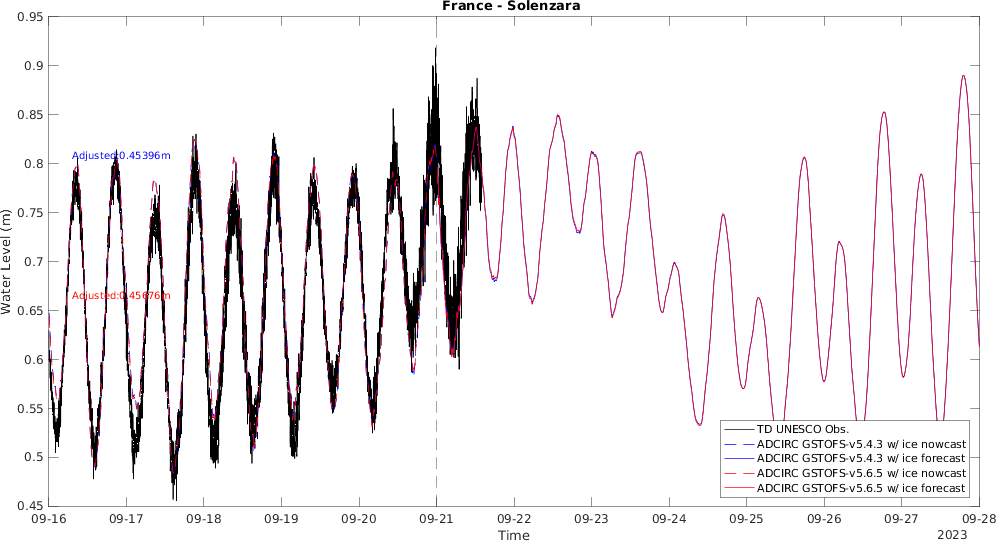 France - Solenzara
0.95
0.9
0.85
0.8
0.75
0.7
0.65
0.6
0.55
0.5
0.45
Water Level (m)
Adjusted:0.45396m
Adjusted:0.45676m
TD UNESCO Obs.
ADCIRC GSTOFS-v5.4.3 w/ ice nowcast
ADCIRC GSTOFS-v5.4.3 w/ ice forecast
ADCIRC GSTOFS-v5.6.5 w/ ice nowcast
ADCIRC GSTOFS-v5.6.5 w/ ice forecast
09-16 09-17 09-18 09-19 09-20 09-21 09-22 09-23 09-24 09-25 09-26 09-27 09-28
Time
2023